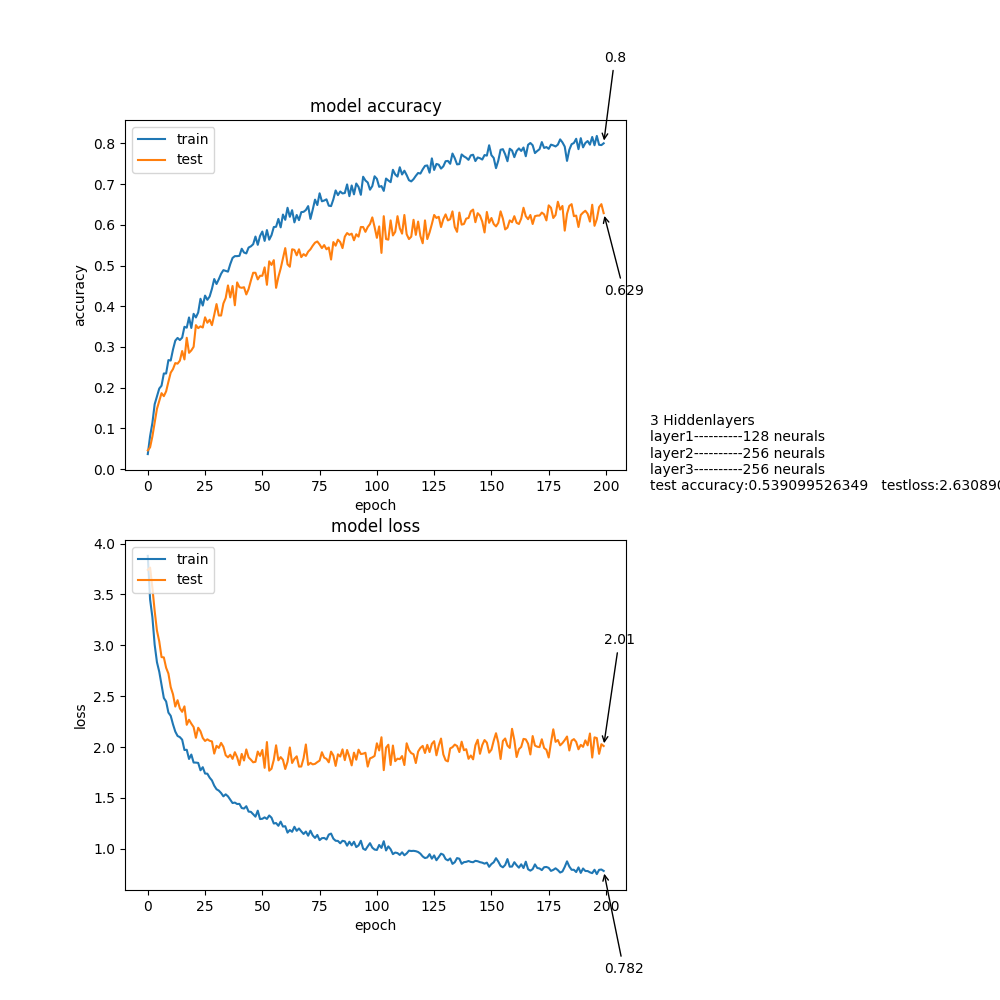 0.8
model accuracy
train
test
0.8
0.7
0.6
0.5
0.4
0.3
0.2
0.1
0.0
accuracy
0.629
0 25 50 75 100 125 150 175 200
epoch
3 Hiddenlayers
layer1----------128 neurals
layer2----------256 neurals
layer3----------256 neurals
test accuracy:0.539099526349 testloss:2.630890
model loss
train
test
4.0
3.5
3.0
2.5
2.0
1.5
1.0
loss
2.01
0 25 50 75 100 125 150 175 200
epoch
0.782